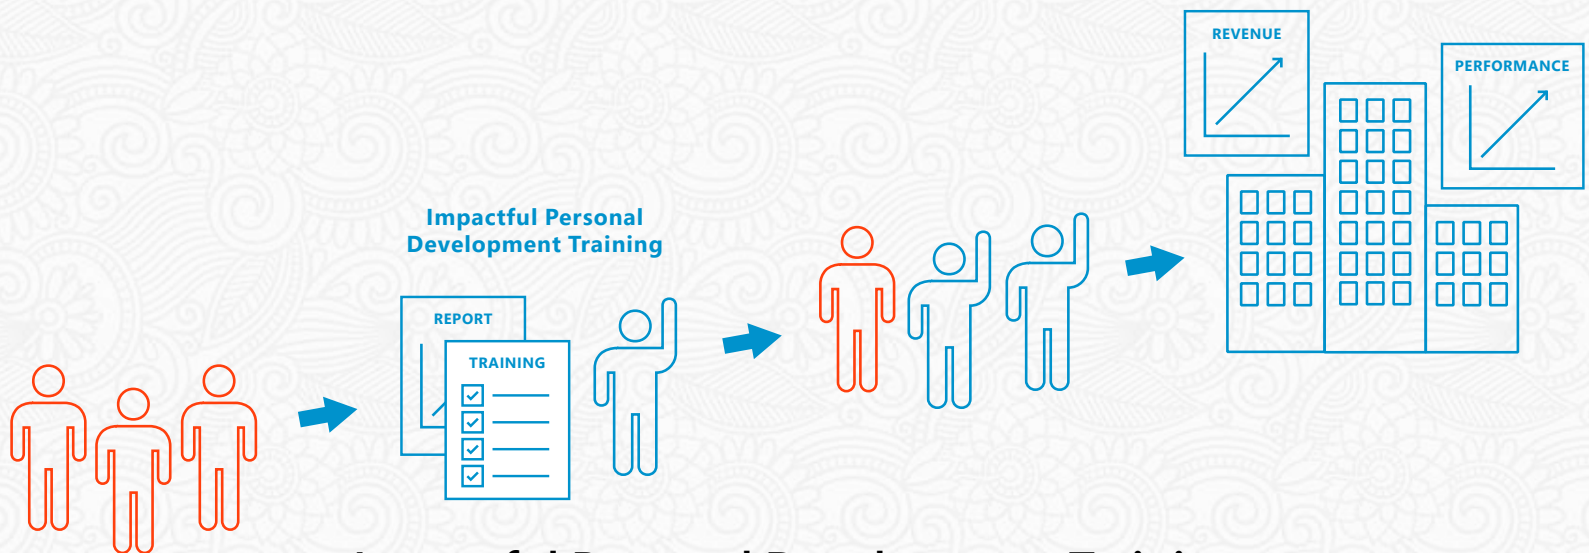 REVENUE
PERFORMANCE
Impactful Personal
Development Training
REPORT
TRAINING